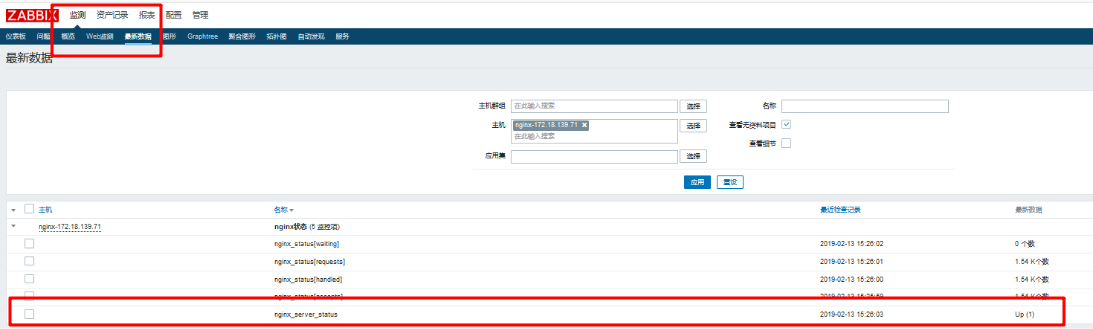 ZABBIX 监测 资产记录 报表 配置 管理
仪表板 问题 概览 Web监测 最新数据 图形 Graphtree 聚合图形 拓扑图 自动发现 服务
最新数据
主机群组 在此输入搜索 选择 名称
主机 nginx-172.18.139.71 选择 查看无资料项目
在此输入搜索
查看细节
应用集 选择
应用 重设
主机 名称 最近检查记录 最新数据
nginx-172.18.139.71 nginx状态 (5 监控项)
nginx_status[waiting] 2019-02-13 15:26:02 0 个数
nginx_status[requests] 2019-02-13 15:26:01 1.54 K个数
nginx_status[handled] 2019-02-13 15:26:00 1.54 K个数
nginx_status[accepts] 1.54 K个数
nginx_server_status 2019-02-13 15:26:03 Up (1)